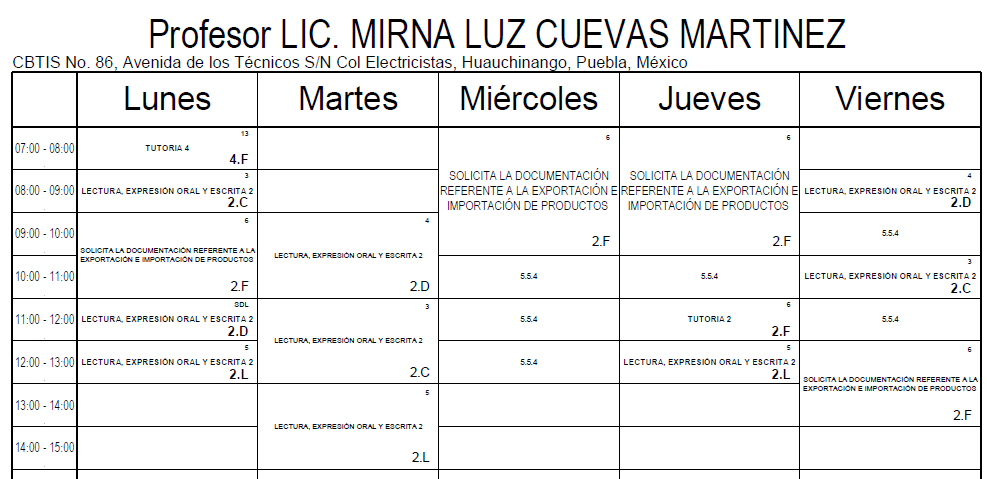 Profesor LIC. MIRNA LUZ CUEVAS MARTINEZ
CBTIS No. 86, Avenida de los Técnicos S/N Col Electricistas, Huauchinango, Puebla, México
Lunes Martes Miércoles Jueves Viernes
07:00 - 08:00
13
TUTORIA 4
4.F
6
SOLICITA LA DOCUMENTACIÓN
REFERENTE A LA EXPORTACIÓN E
IMPORTACIÓN DE PRODUCTOS
2.F
6
SOLICITA LA DOCUMENTACIÓN
REFERENTE A LA EXPORTACIÓN E
IMPORTACIÓN DE PRODUCTOS
2.F
08:00 - 09:00
3
LECTURA, EXPRESIÓN ORAL Y ESCRITA 2
2.C
4
LECTURA, EXPRESIÓN ORAL Y ESCRITA 2
2.D
09:00 - 10:00
6
SOLICITA LA DOCUMENTACIÓN REFERENTE A LA
EXPORTACIÓN E IMPORTACIÓN DE PRODUCTOS
2.F
4
LECTURA, EXPRESIÓN ORAL Y ESCRITA 2
2.D
5.5.4
10:00 - 11:00
5.5.4
5.5.4
3
LECTURA, EXPRESIÓN ORAL Y ESCRITA 2
2.C
11:00 - 12:00
SDL
LECTURA, EXPRESIÓN ORAL Y ESCRITA 2
2.D
3
LECTURA, EXPRESIÓN ORAL Y ESCRITA 2
2.C
5.5.4
6
TUTORIA 2
2.F
5.5.4
12:00 - 13:00
5
LECTURA, EXPRESIÓN ORAL Y ESCRITA 2
2.L
5.5.4
5
LECTURA, EXPRESIÓN ORAL Y ESCRITA 2
2.L
6
SOLICITA LA DOCUMENTACIÓN REFERENTE A LA
EXPORTACIÓN E IMPORTACIÓN DE PRODUCTOS
2.F
13:00 - 14:00
5
LECTURA, EXPRESIÓN ORAL Y ESCRITA 2
2.L
14:00 - 15:00